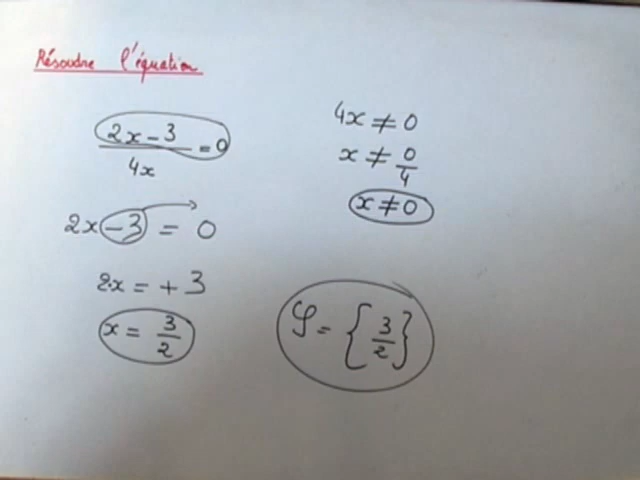 Résoudre l'équation
2x - 3 / 4x = 0
2x - 3 = 0
2x = + 3
x = 3/2
4x ≠ 0
x ≠ 0/4
x ≠ 0
𝒮 = { 3/2 }